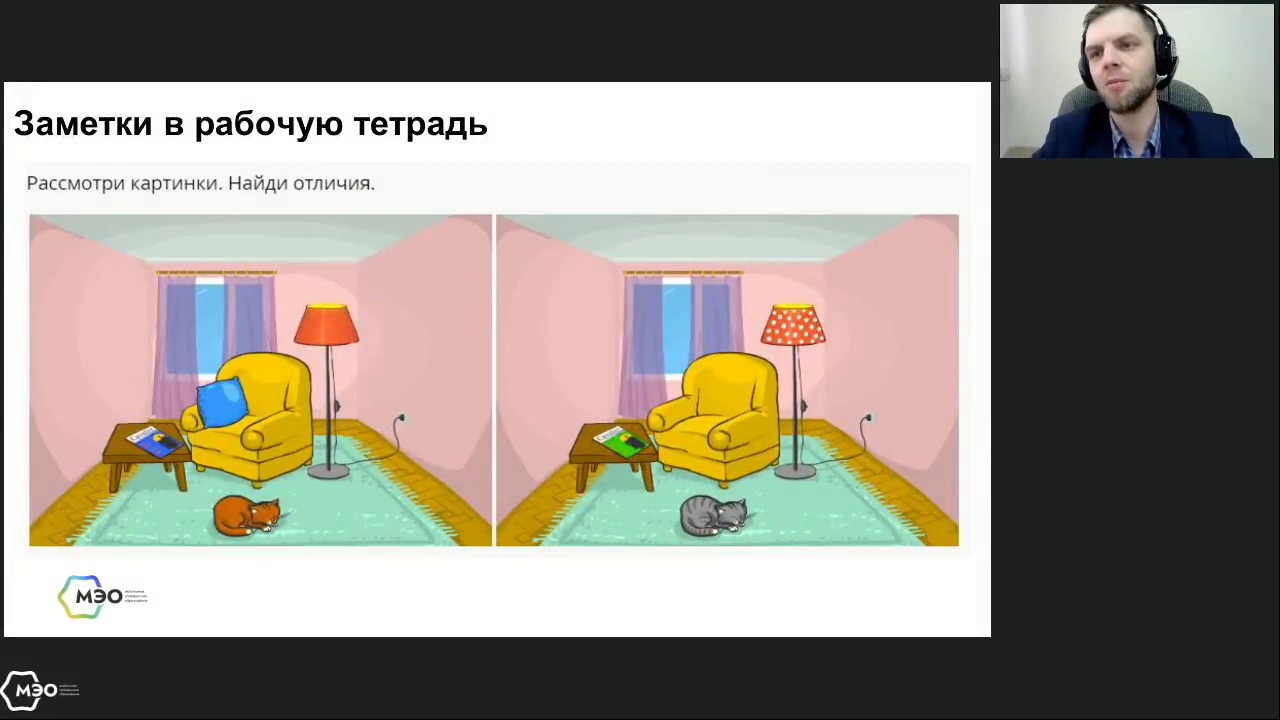 Заметки в рабочую тетрадь
Рассмотри картинки. Найди отличия.
МЭО
МЭО